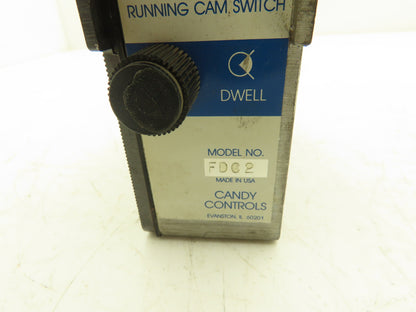 RUNNING CAM, SWITCH
DWELL
MODEL NO.
FDC2
MADE IN USA
CANDY
CONTROLS
EVANSTON, IL 60201